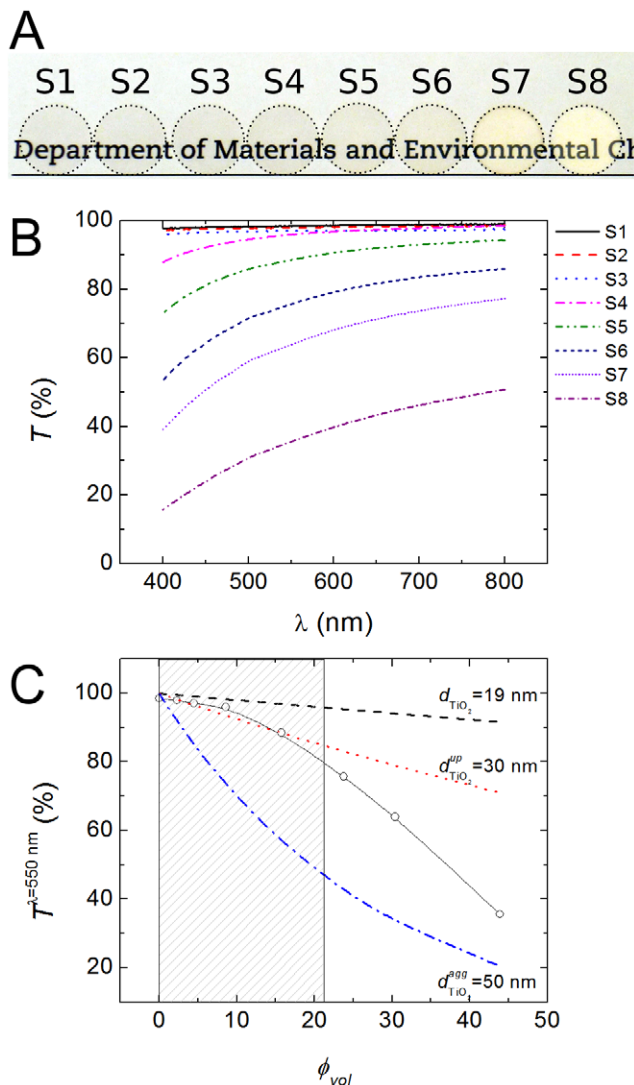 A
S1 S2 S3 S4 S5 S6 S7 S8
Department of Materials and Environmental Ch
B
100
80
60
40
20
0
T (%)
400 500 600 700 800
λ (nm)
S1
S2
S3
S4
S5
S6
S7
S8
C
100
80
60
40
20
T^λ=550 nm (%)
d_TiO₂ = 19 nm
d^up_TiO₂ = 30 nm
d^agg_TiO = 50 nm
0 10 20 30 40 50
ϕ_vol